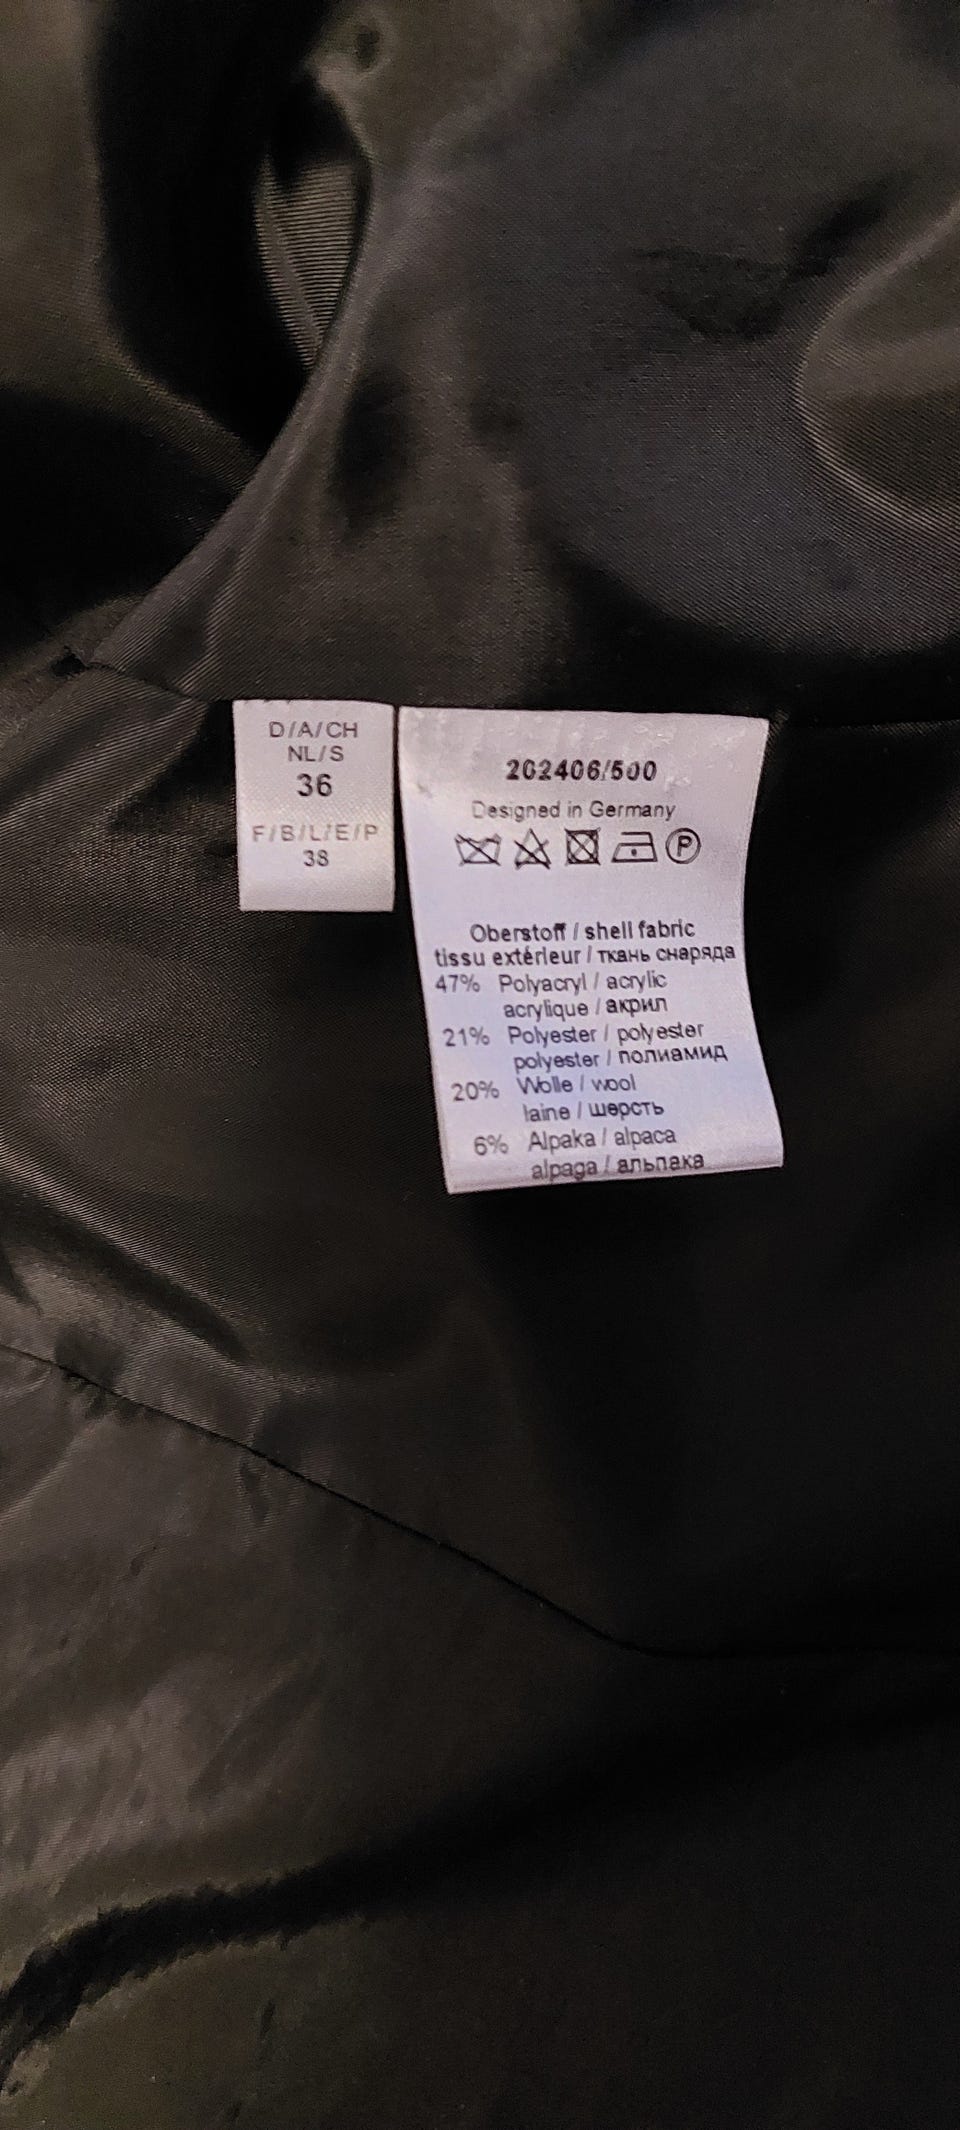 D/A/CH
NL/S
36
F/B/L/E/P
38
202406/500
Designed in Germany
P
Oberstoff / shell fabric
tissu extérieur / ткань снаряда
47% Polyacryl / acrylic
acrylique / акрил
21% Polyester / polyester
polyester / полиамид
20% Wolle / wool
laine / шерсть
6% Alpaka / alpaca
alpaga / альпака